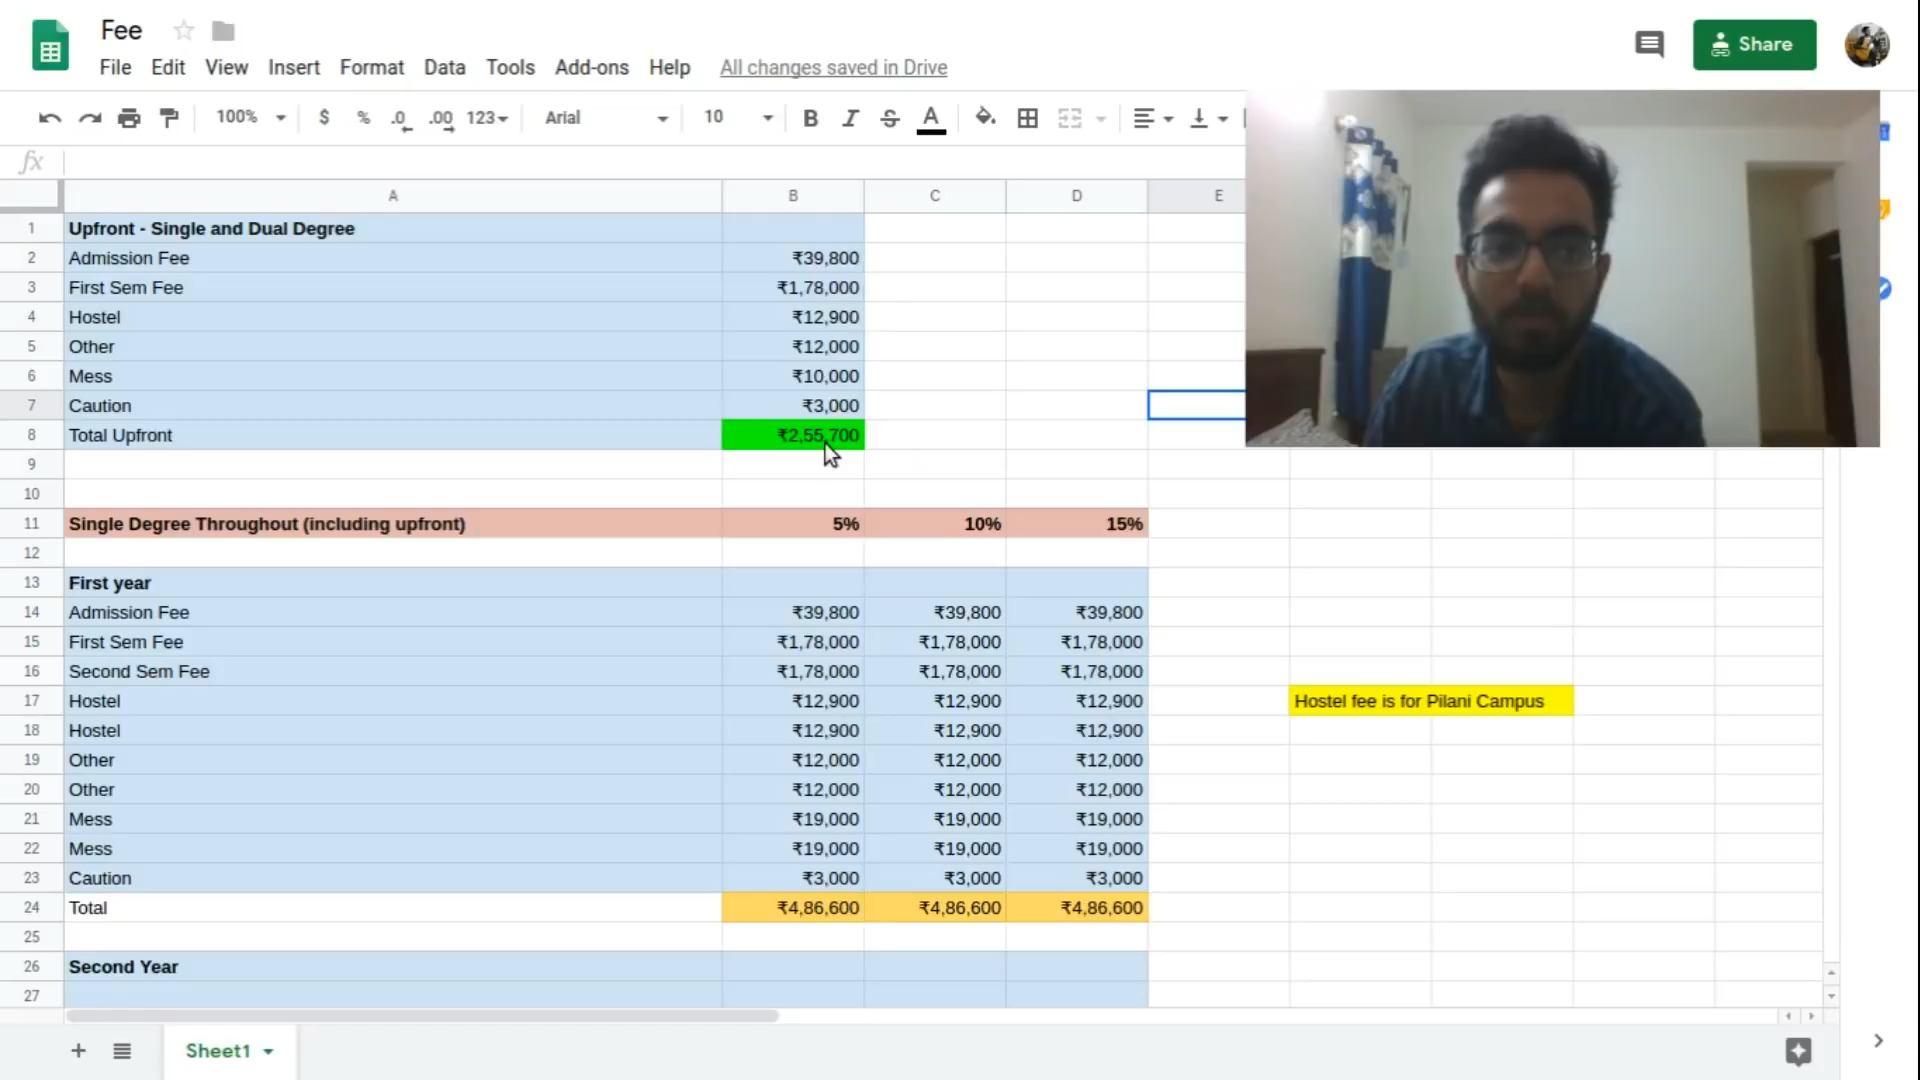 Fee
File Edit View Insert Format Data Tools Add-ons Help All changes saved in Drive
Share
100% $ % .0 .00 123 Arial 10 B I S A
fx
A B C D E
1 Upfront - Single and Dual Degree
2 Admission Fee ₹39,800
3 First Sem Fee ₹1,78,000
4 Hostel ₹12,900
5 Other ₹12,000
6 Mess ₹10,000
7 Caution ₹3,000
8 Total Upfront ₹2,55,700
9
10
11 Single Degree Throughout (including upfront) 5% 10% 15%
12
13 First year
14 Admission Fee ₹39,800 ₹39,800 ₹39,800
15 First Sem Fee ₹1,78,000 ₹1,78,000 ₹1,78,000
16 Second Sem Fee ₹1,78,000 ₹1,78,000 ₹1,78,000
17 Hostel ₹12,900 ₹12,900 ₹12,900 Hostel fee is for Pilani Campus
18 Hostel ₹12,900 ₹12,900 ₹12,900
19 Other ₹12,000 ₹12,000 ₹12,000
20 Other ₹12,000 ₹12,000 ₹12,000
21 Mess ₹19,000 ₹19,000 ₹19,000
22 Mess ₹19,000 ₹19,000 ₹19,000
23 Caution ₹3,000 ₹3,000 ₹3,000
24 Total ₹4,86,600 ₹4,86,600 ₹4,86,600
25
26 Second Year
27
Sheet1